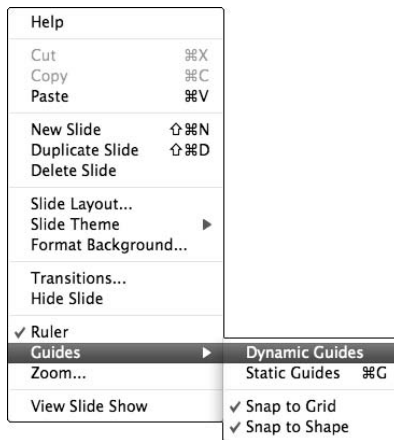 Help
Cut ⌘X
Copy ⌘C
Paste ⌘V
New Slide ⇧⌘N
Duplicate Slide ⇧⌘D
Delete Slide
Slide Layout...
Slide Theme ▶
Format Background...
Transitions...
Hide Slide
✓ Ruler
Guides ▶
Zoom...
View Slide Show
Dynamic Guides
Static Guides ⌘G
✓ Snap to Grid
✓ Snap to Shape